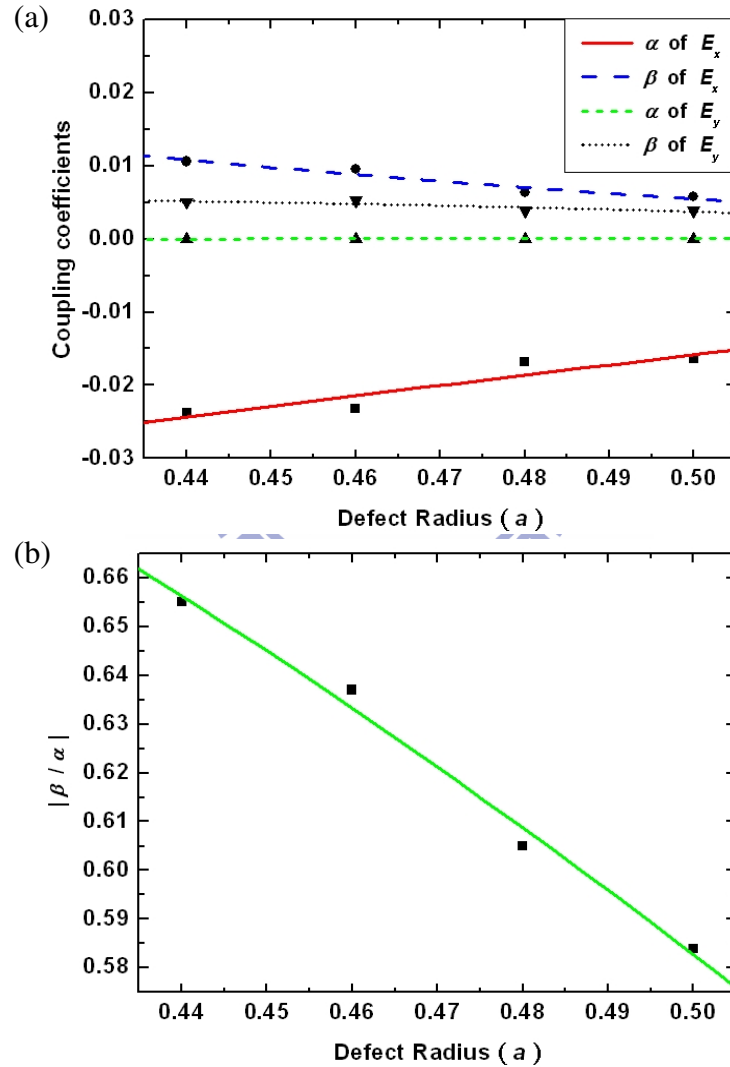 (a)
0.03
0.02
0.01
0.00
-0.01
-0.02
-0.03
Coupling coefficients
α of Ex
β of Ex
α of Ey
β of Ey
0.44 0.45 0.46 0.47 0.48 0.49 0.50
Defect Radius ( a )
(b)
0.66
0.65
0.64
0.63
0.62
0.61
0.60
0.59
0.58
| β / α |
0.44 0.45 0.46 0.47 0.48 0.49 0.50
Defect Radius ( a )